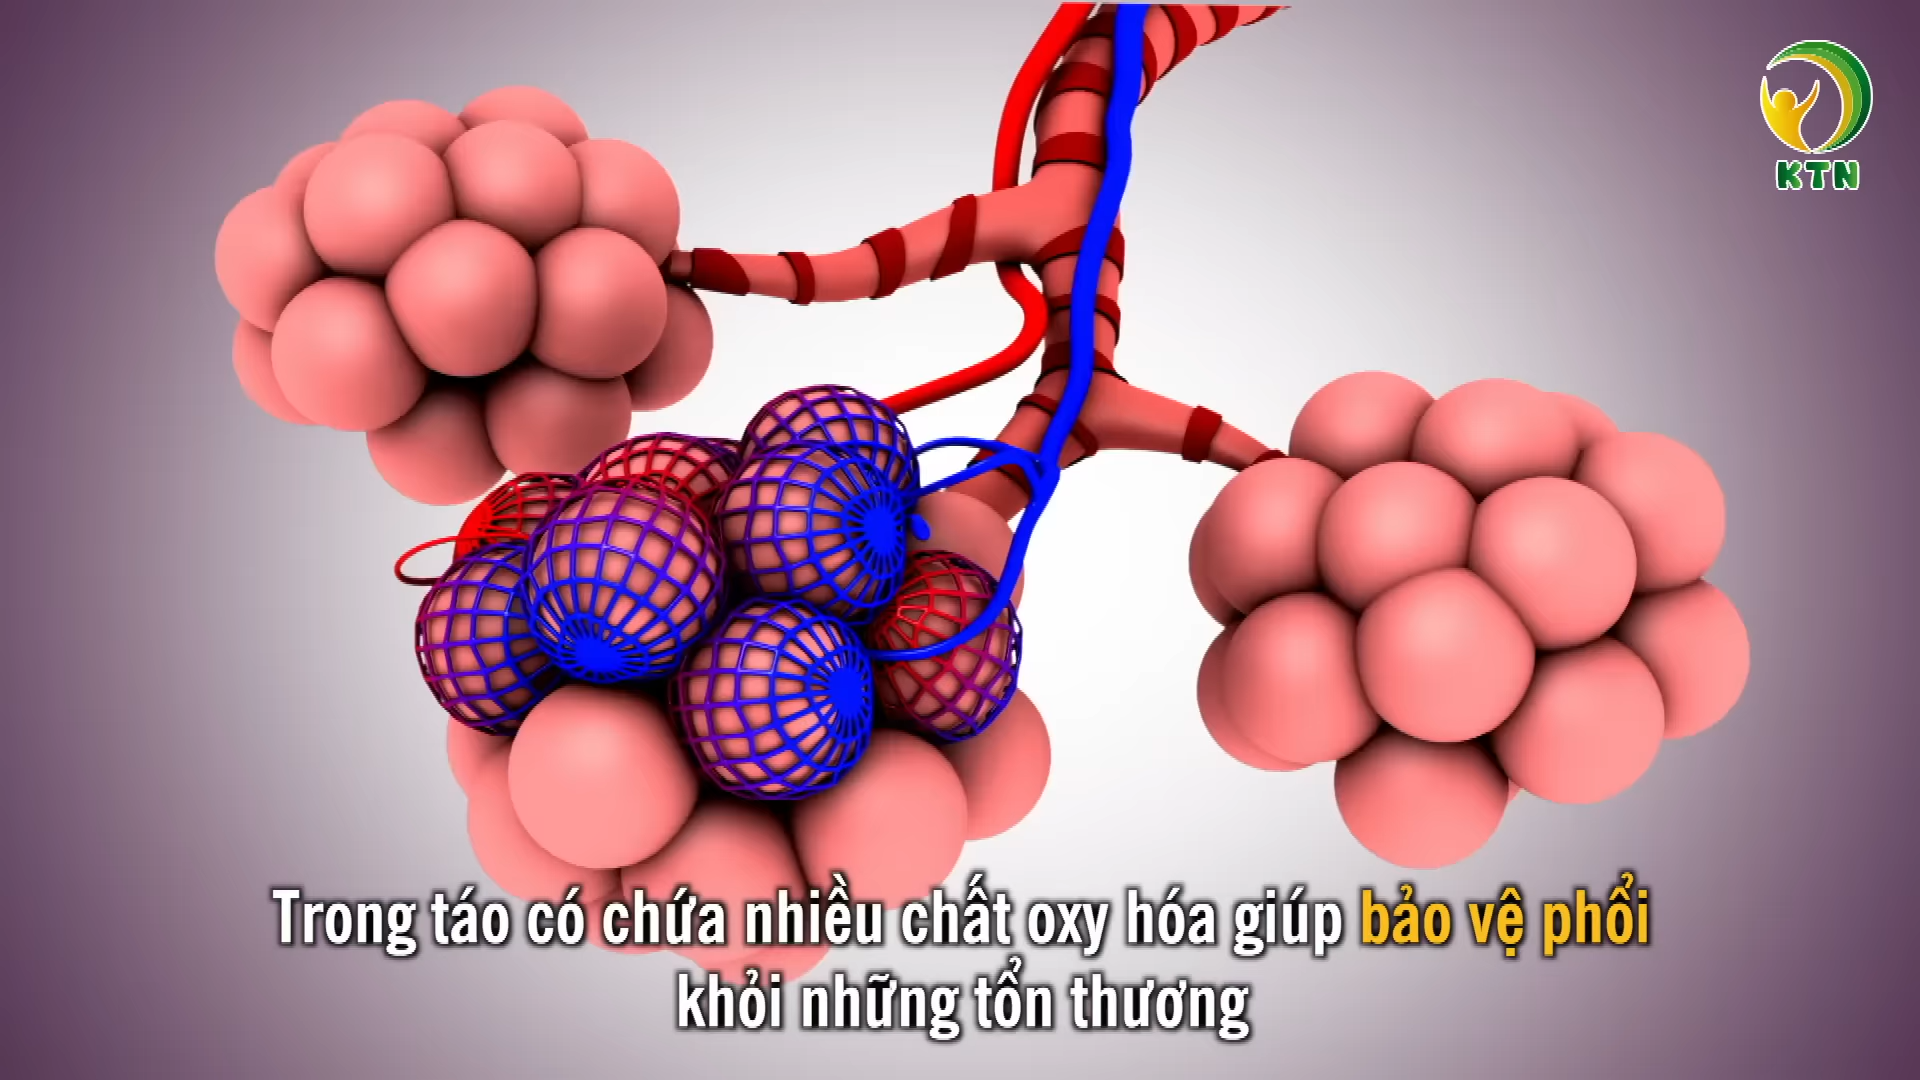 KTN
Trong táo có chứa nhiều chất oxy hóa giúp bảo vệ phổi
khỏi những tổn thương